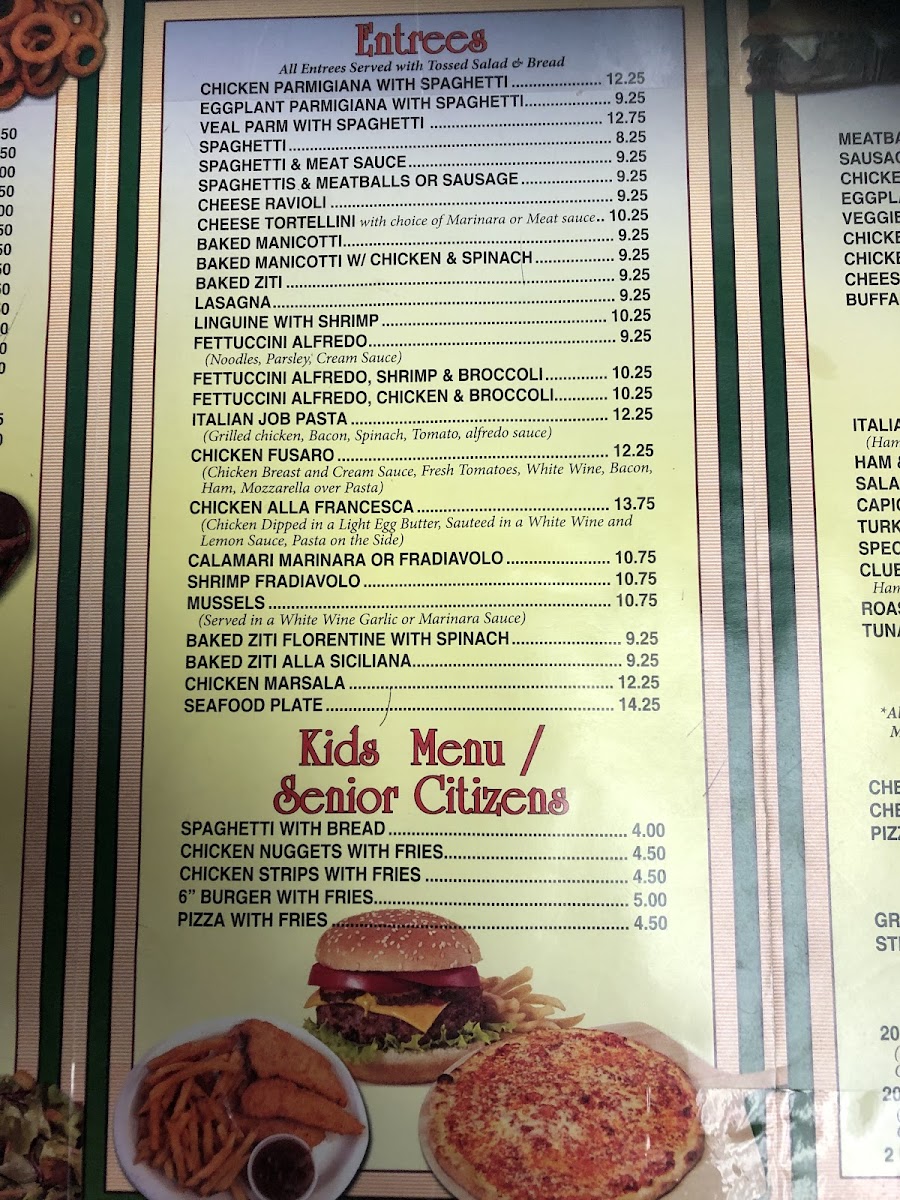 Entrees
All Entrees Served with Tossed Salad & Bread
CHICKEN PARMIGIANA WITH SPAGHETTI ........ 12.25
EGGPLANT PARMIGIANA WITH SPAGHETTI........ 9.25
VEAL PARM WITH SPAGHETTI ........ 12.75
SPAGHETTI........ 8.25
SPAGHETTI & MEAT SAUCE........ 9.25
SPAGHETTIS & MEATBALLS OR SAUSAGE ........ 9.25
CHEESE RAVIOLI ........ 9.25
CHEESE TORTELLINI with choice of Marinara or Meat sauce.. 10.25
BAKED MANICOTTI........ 9.25
BAKED MANICOTTI W/ CHICKEN & SPINACH ........ 9.25
BAKED ZITI ........ 9.25
LASAGNA........ 9.25
LINGUINE WITH SHRIMP ........ 10.25
FETTUCCINI ALFREDO........ 9.25
(Noodles, Parsley, Cream Sauce)
FETTUCCINI ALFREDO, SHRIMP & BROCCOLI ........ 10.25
FETTUCCINI ALFREDO, CHICKEN & BROCCOLI........ 10.25
ITALIAN JOB PASTA ........ 12.25
(Grilled chicken, Bacon, Spinach, Tomato, alfredo sauce)
CHICKEN FUSARO ........ 12.25
(Chicken Breast and Cream Sauce, Fresh Tomatoes, White Wine, Bacon,
Ham, Mozzarella over Pasta)
CHICKEN ALLA FRANCESCA ........ 13.75
(Chicken Dipped in a Light Egg Butter, Sauteed in a White Wine and
Lemon Sauce, Pasta on the Side)
CALAMARI MARINARA OR FRADIAVOLO ........ 10.75
SHRIMP FRADIAVOLO ........ 10.75
MUSSELS ........ 10.75
(Served in a White Wine Garlic or Marinara Sauce)
BAKED ZITI FLORENTINE WITH SPINACH ........ 9.25
BAKED ZITI ALLA SICILIANA........ 9.25
CHICKEN MARSALA ........ 12.25
SEAFOOD PLATE ........ 14.25
Kids Menu /
Senior Citizens
SPAGHETTI WITH BREAD ........ 4.00
CHICKEN NUGGETS WITH FRIES........ 4.50
CHICKEN STRIPS WITH FRIES ........ 4.50
6" BURGER WITH FRIES........ 5.00
PIZZA WITH FRIES ........ 4.50